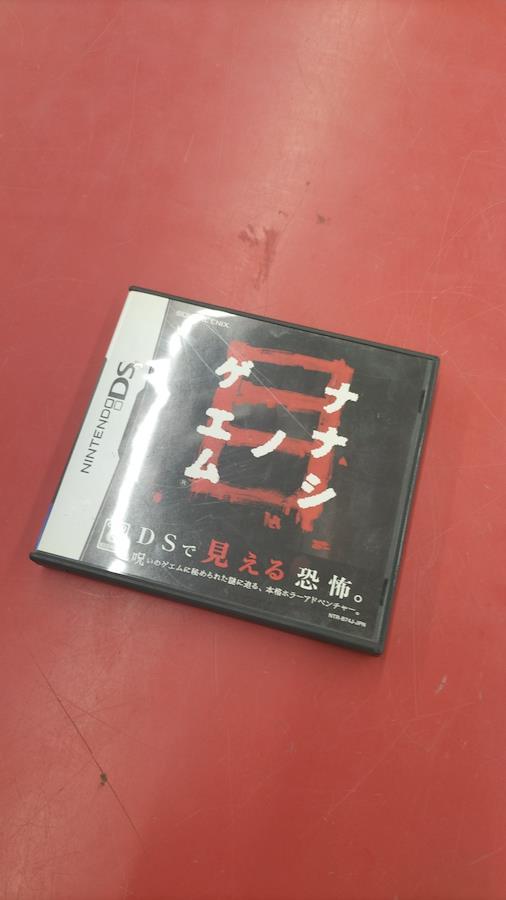 NINTENDO DS
SQUARE ENIX
ナナシ
ノ
ゲエム
®
DSで見える恐怖。
呪いのゲエムに秘められた謎に迫る、本格ホラーアドベンチャー。
NTR-B74J-JPN